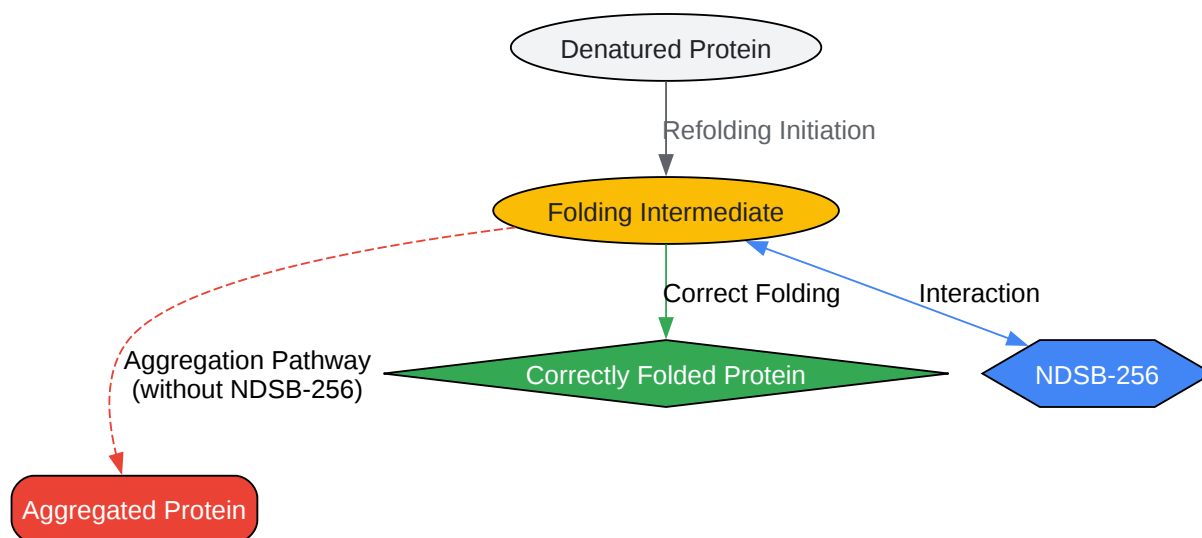 Denatured Protein
Refolding Initiation
Folding Intermediate
Correct Folding
Interaction
Aggregation Pathway
(without NDSB-256)
Correctly Folded Protein
NDSB-256
Aggregated Protein